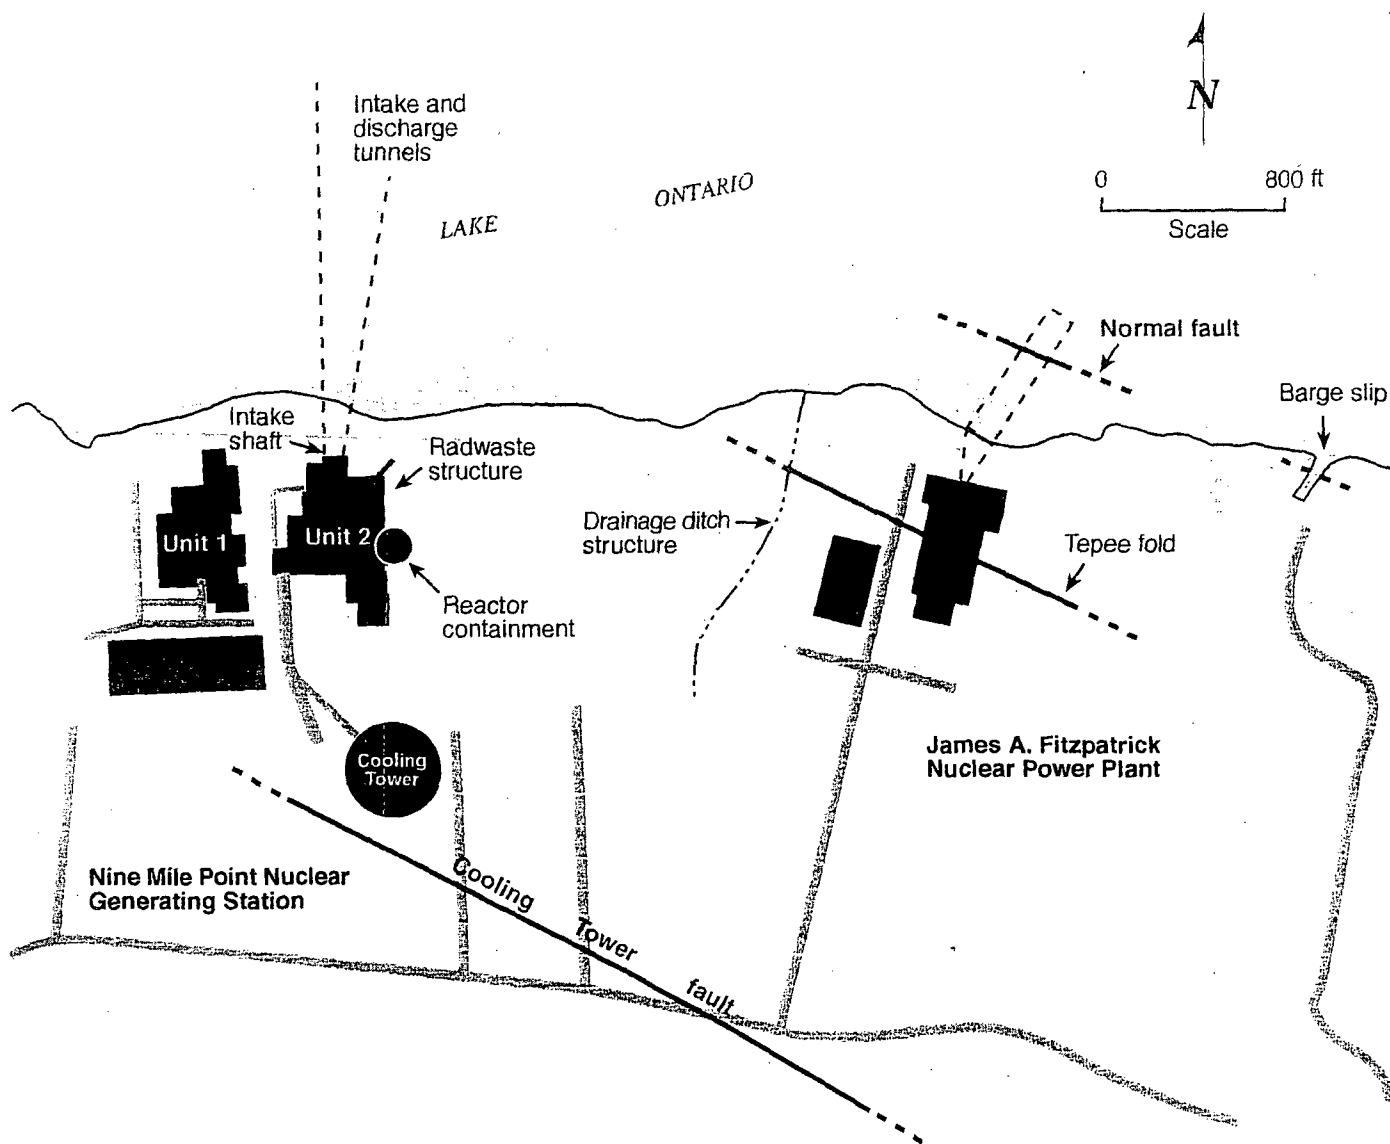 Intake and
discharge
tunnels
LAKE ONTARIO
N
0 800 ft
Scale
Normal fault
Barge slip
Intake
shaft
Radwaste
structure
Unit 1
Unit 2
Drainage ditch
structure
Tepee fold
Reactor
containment
Cooling
Tower
James A. Fitzpatrick
Nuclear Power Plant
Nine Mile Point Nuclear
Generating Station
Cooling Tower fault